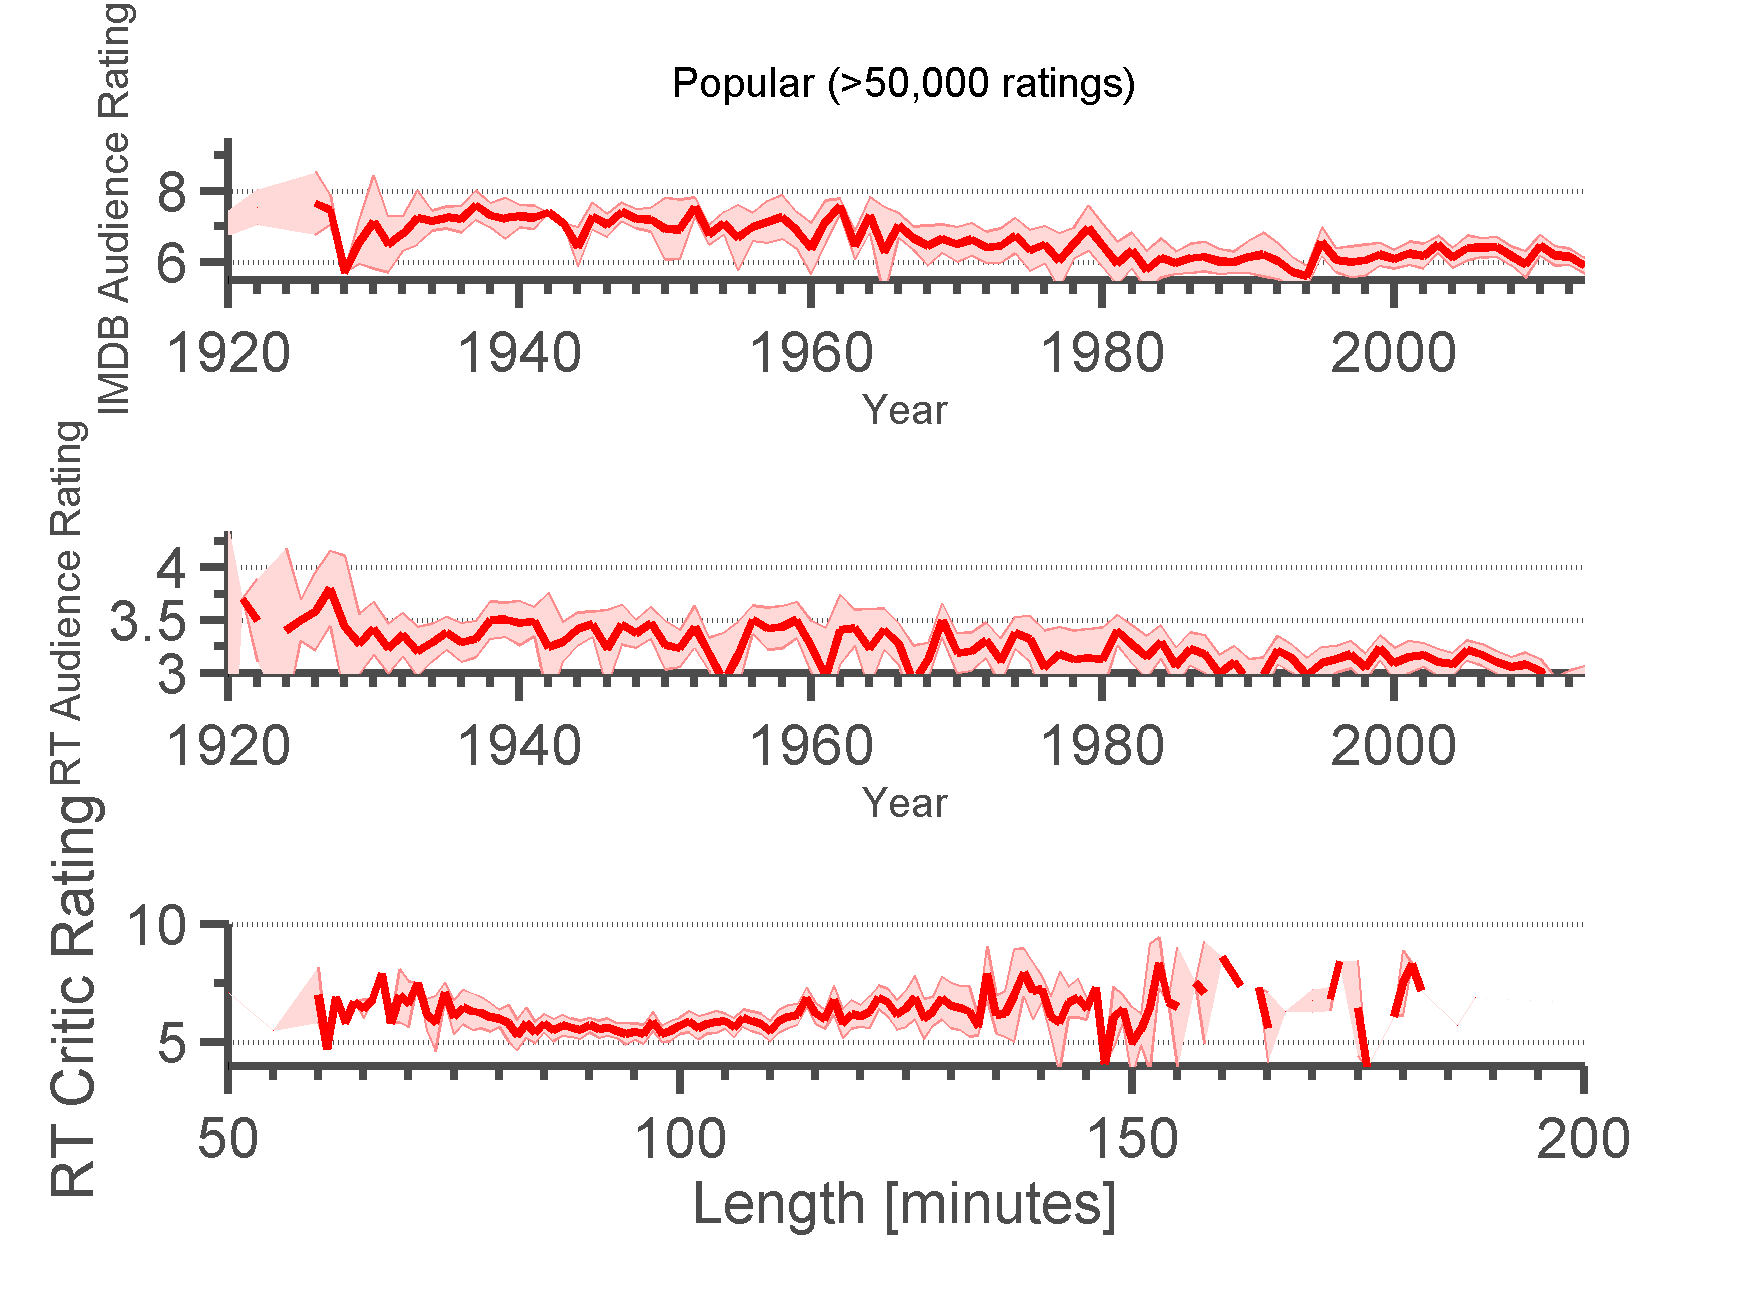 Popular (>50,000 ratings)
IMDB Audience Rating
8
6
1920 1940 1960 1980 2000
Year
RT Audience Rating
4
3.5
3
1920 1940 1960 1980 2000
Year
RT Critic Rating
10
5
50 100 150 200
Length [minutes]